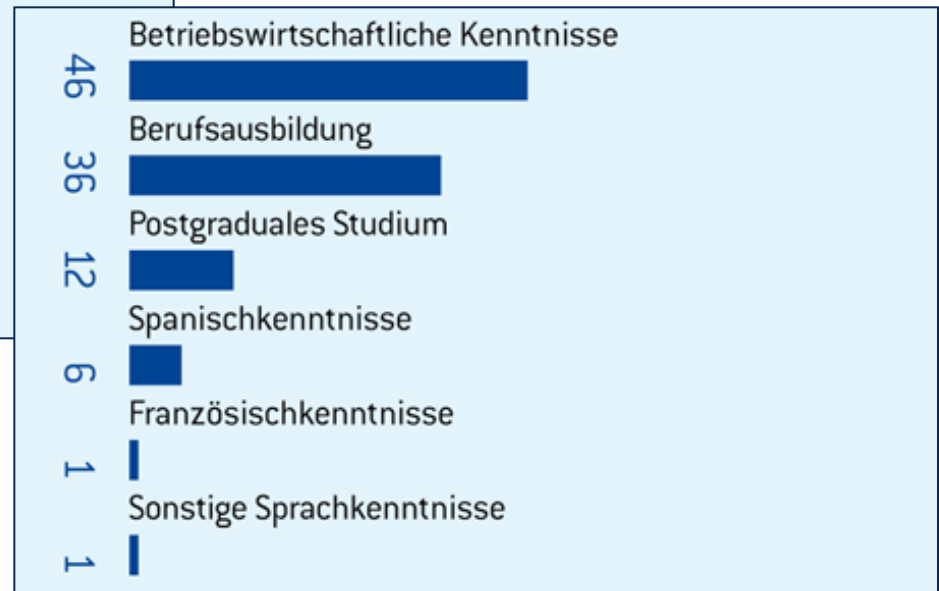 Betriebswirtschaftliche Kenntnisse
46
Berufsausbildung
36
Postgraduales Studium
12
Spanischkenntnisse
6
Französischkenntnisse
1
Sonstige Sprachkenntnisse
1